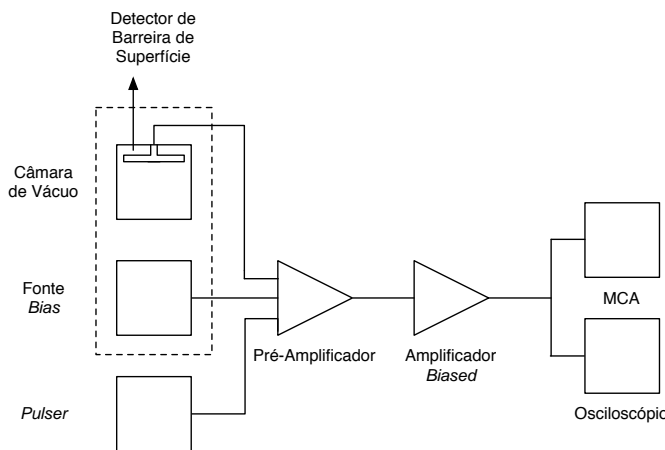 Detector de
Barreira de
Superfície
Câmara
de Vácuo
Fonte
Bias
Pulser
Pré-Amplificador
Amplificador
Biased
MCA
Osciloscópio